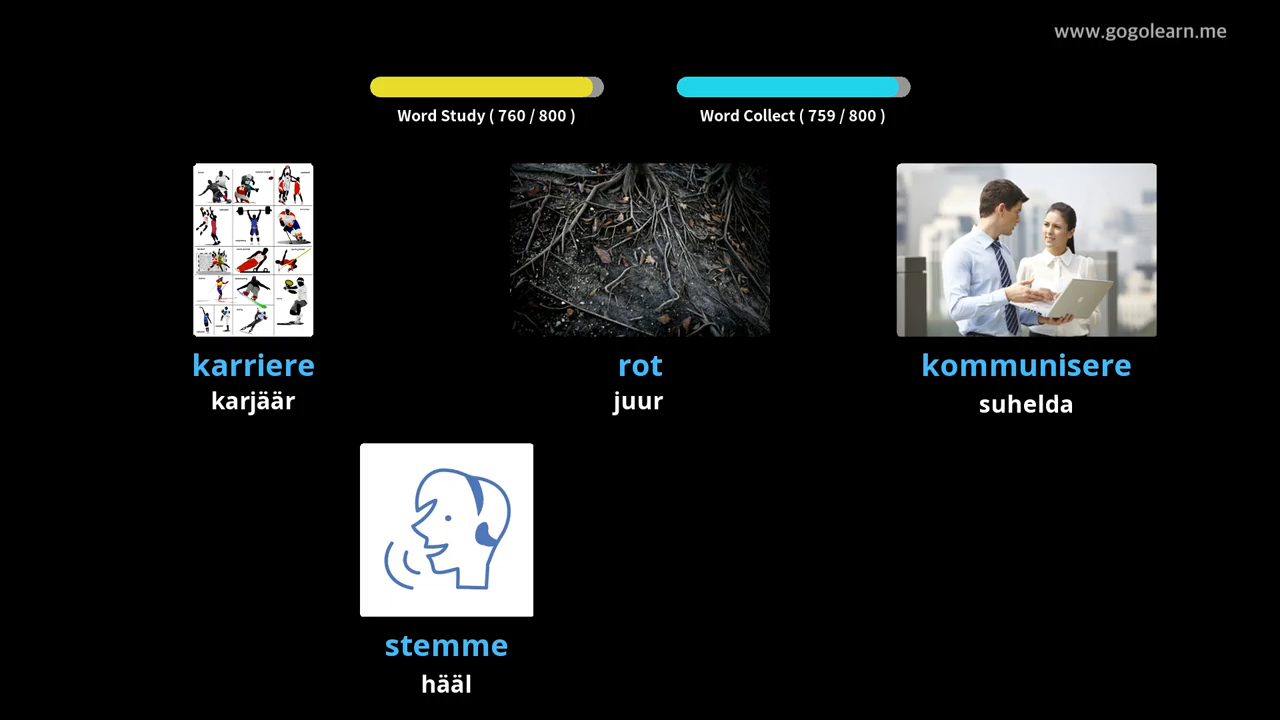 www.gogolearn.me
Word Study ( 760 / 800 )
Word Collect ( 759 / 800 )
karriere
karjäär
rot
juur
kommunisere
suhelda
stemme
hääl